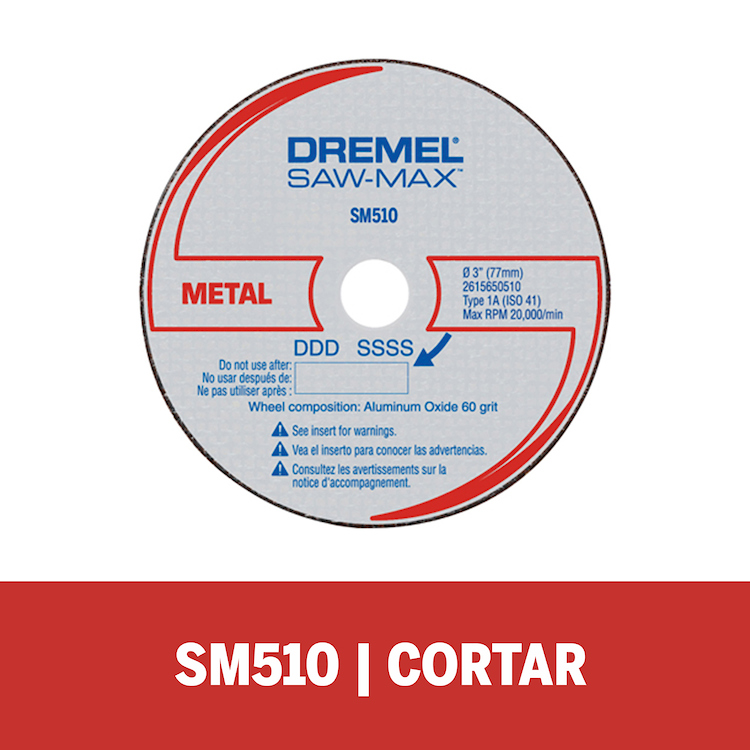 DREMEL®
SAW-MAX™
SM510
METAL
Ø 3" (77mm)
2615650510
Type 1A (ISO 41)
Max RPM 20,000/min
DDD SSSS
Do not use after:
No usar después de:
Ne pas utiliser après :
Wheel composition: Aluminum Oxide 60 grit
See insert for warnings.
Vea el inserto para conocer las advertencias.
Consultez les avertissements sur la
notice d'accompagnement.
SM510 | CORTAR